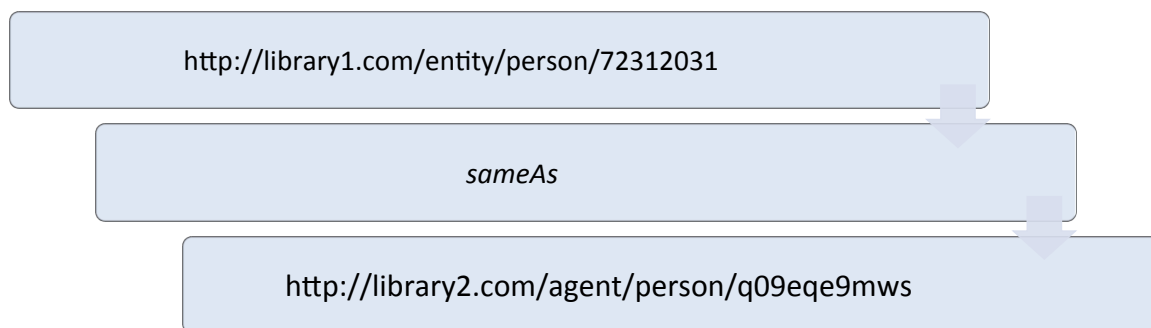 http://library1.com/entity/person/72312031
sameAs
http://library2.com/agent/person/q09eqe9mws